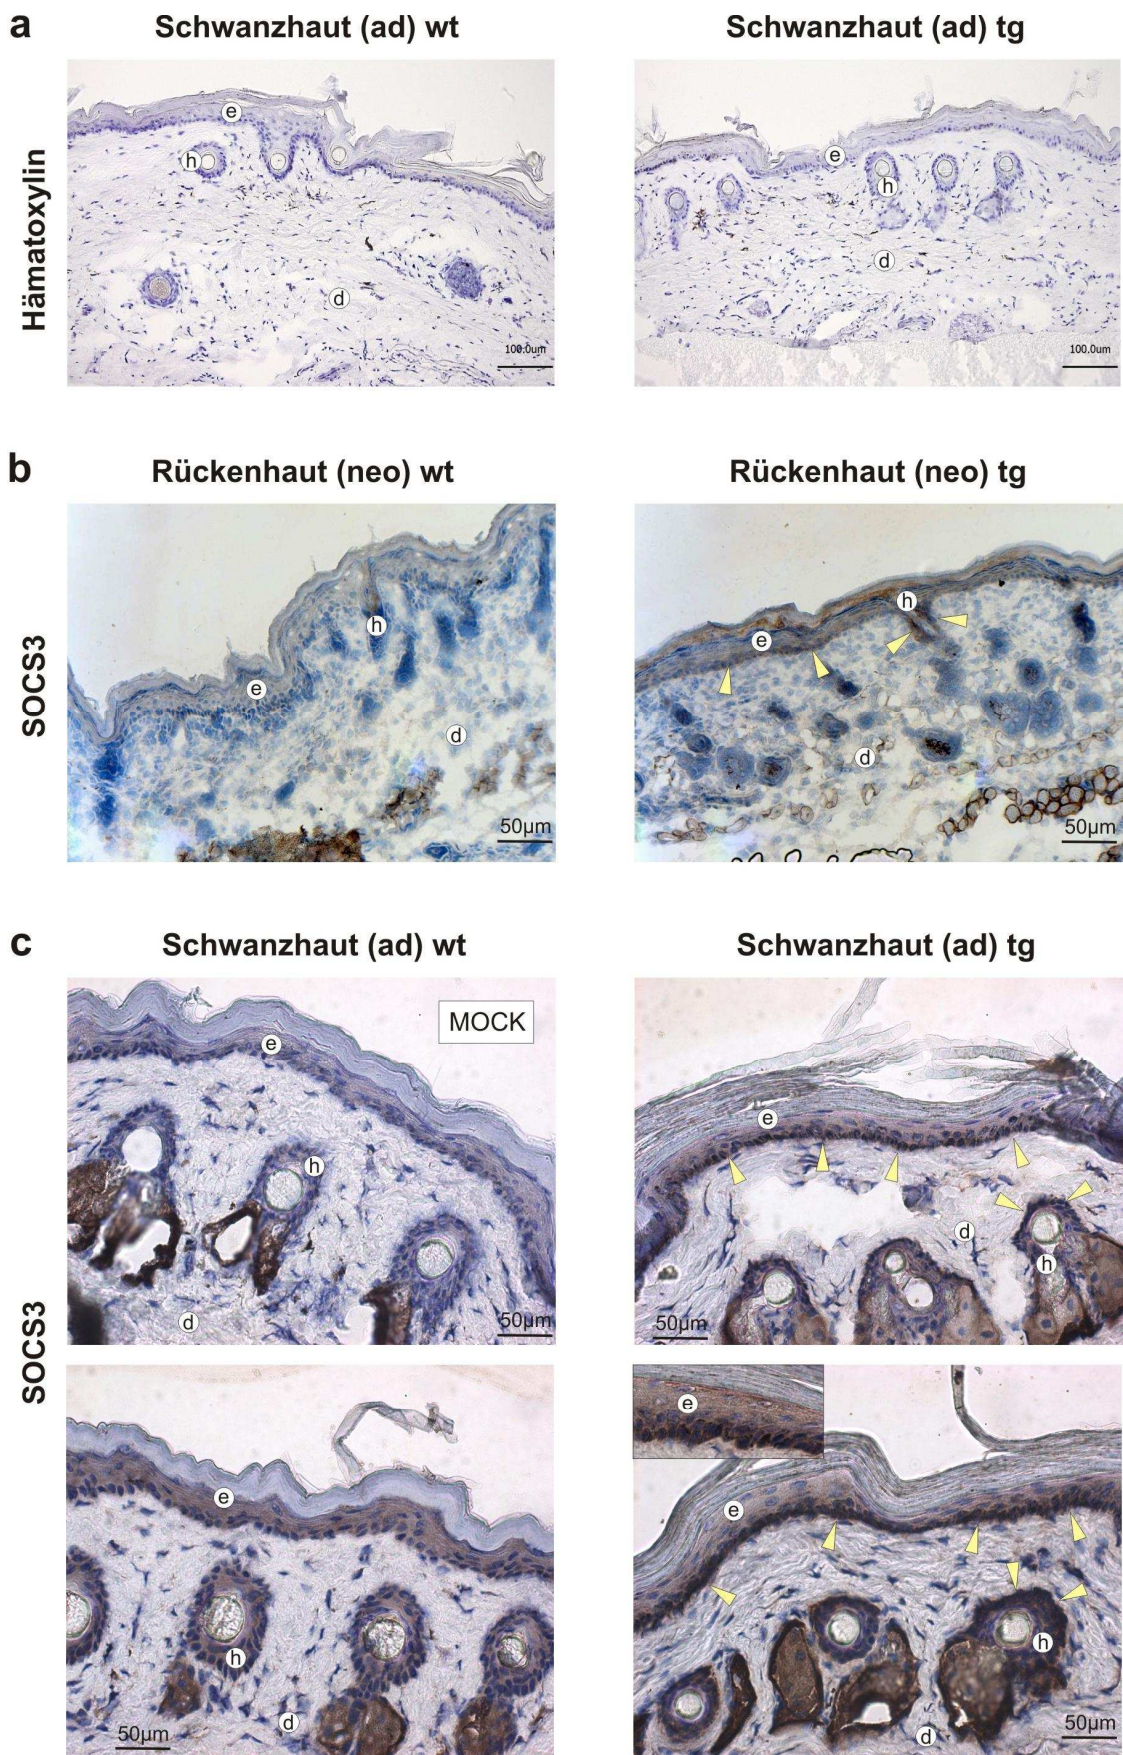 a
Schwanzhaut (ad) wt
Schwanzhaut (ad) tg
Hämatoxylin
e
h
d
100.0um
e
h
d
100.0um
b
Rückenhaut (neo) wt
Rückenhaut (neo) tg
SOCS3
h
e
d
50µm
h
e
d
50µm
c
Schwanzhaut (ad) wt
Schwanzhaut (ad) tg
SOCS3
MOCK
e
h
d
50µm
e
d
h
50µm
e
h
d
50µm
e
e
h
d
50µm